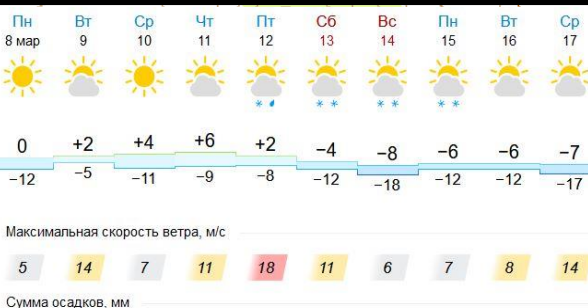 Пн Вт Ср Чт Пт Сб Вс Пн Вт Ср
8 мар 9 10 11 12 13 14 15 16 17
0 +2 +4 +6 +2 −4 −8 −6 −6 −7
−12 −5 −11 −9 −8 −12 −18 −12 −12 −17
Максимальная скорость ветра, м/с
5 14 7 11 18 11 6 7 8 14
Сумма осадков, мм